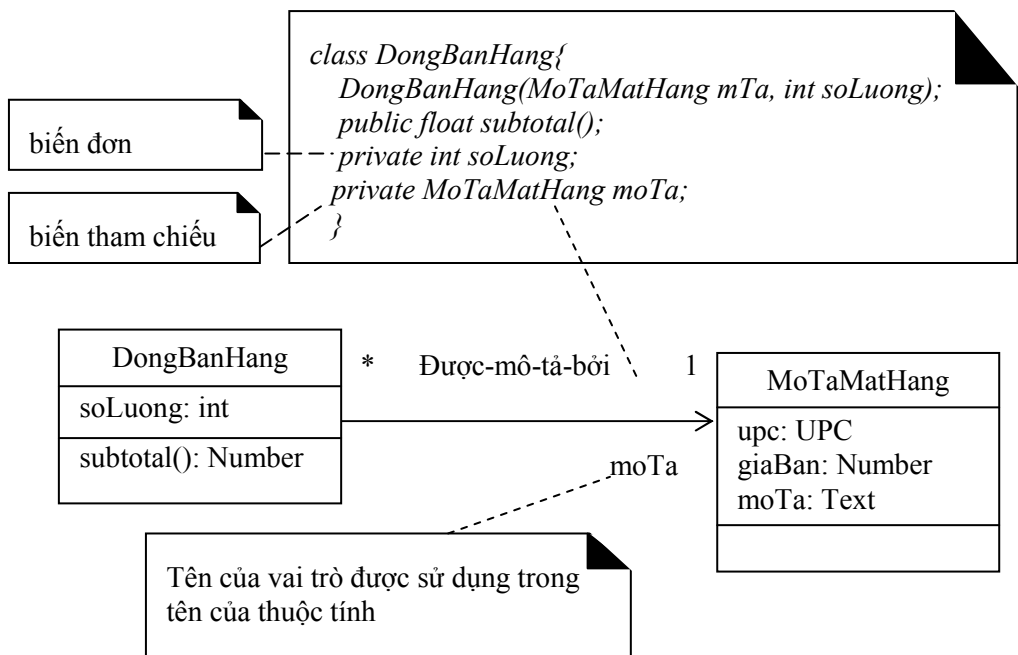 class DongBanHang{
DongBanHang(MoTaMatHang mTa, int soLuong);
public float subtotal();
private int soLuong;
private MoTaMatHang moTa;
}
biến đơn
biến tham chiếu
DongBanHang
soLuong: int
subtotal(): Number
* Được-mô-tả-bởi 1
moTa
MoTaMatHang
upc: UPC
giaBan: Number
moTa: Text
Tên của vai trò được sử dụng trong
tên của thuộc tính